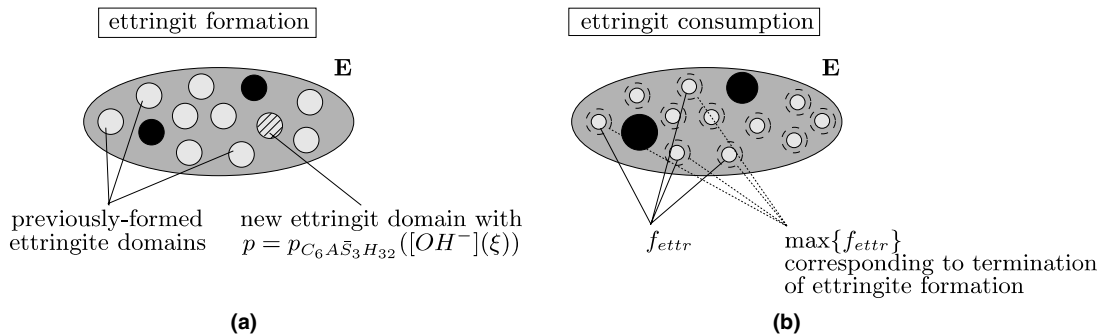 ettringit formation
E
previously-formed
ettringite domains
new ettringit domain with
p = p_{C_6A\bar{S}_3H_{32}}([OH^-](ξ))
(a)
ettringit consumption
E
f_{ettr}
max{f_{ettr}}
corresponding to termination
of ettringite formation
(b)